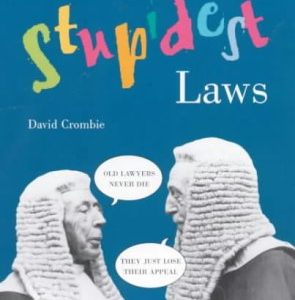 Stupidest
Laws
David Crombie
OLD LAWYERS
NEVER DIE
THEY JUST LOSE
THEIR APPEAL